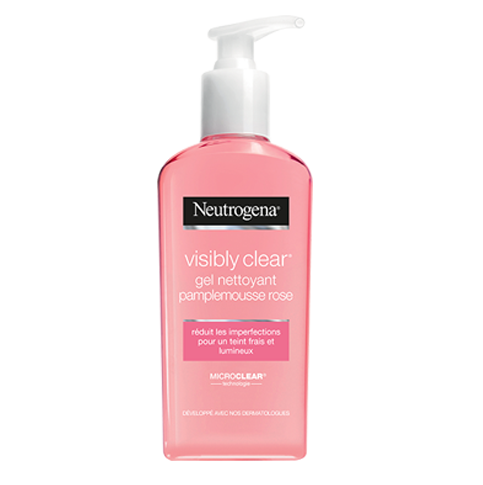 Neutrogena®
visibly clear®
gel nettoyant
pamplemousse rose
réduit les imperfections
pour un teint frais et
lumineux
MICROCLEAR®
technologie
DÉVELOPPÉ AVEC NOS DERMATOLOGUES